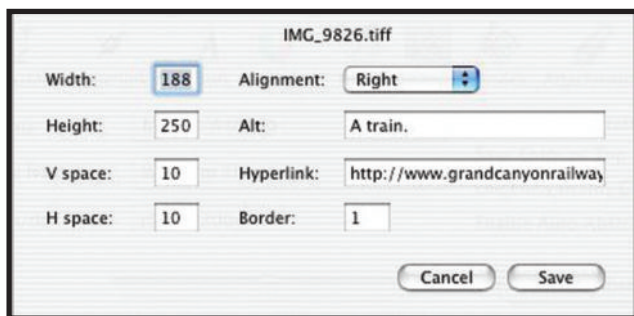 IMG_9826.tiff
Width: 188 Alignment: Right
Height: 250 Alt: A train.
V space: 10 Hyperlink: http://www.grandcanyonrailway
H space: 10 Border: 1
Cancel Save